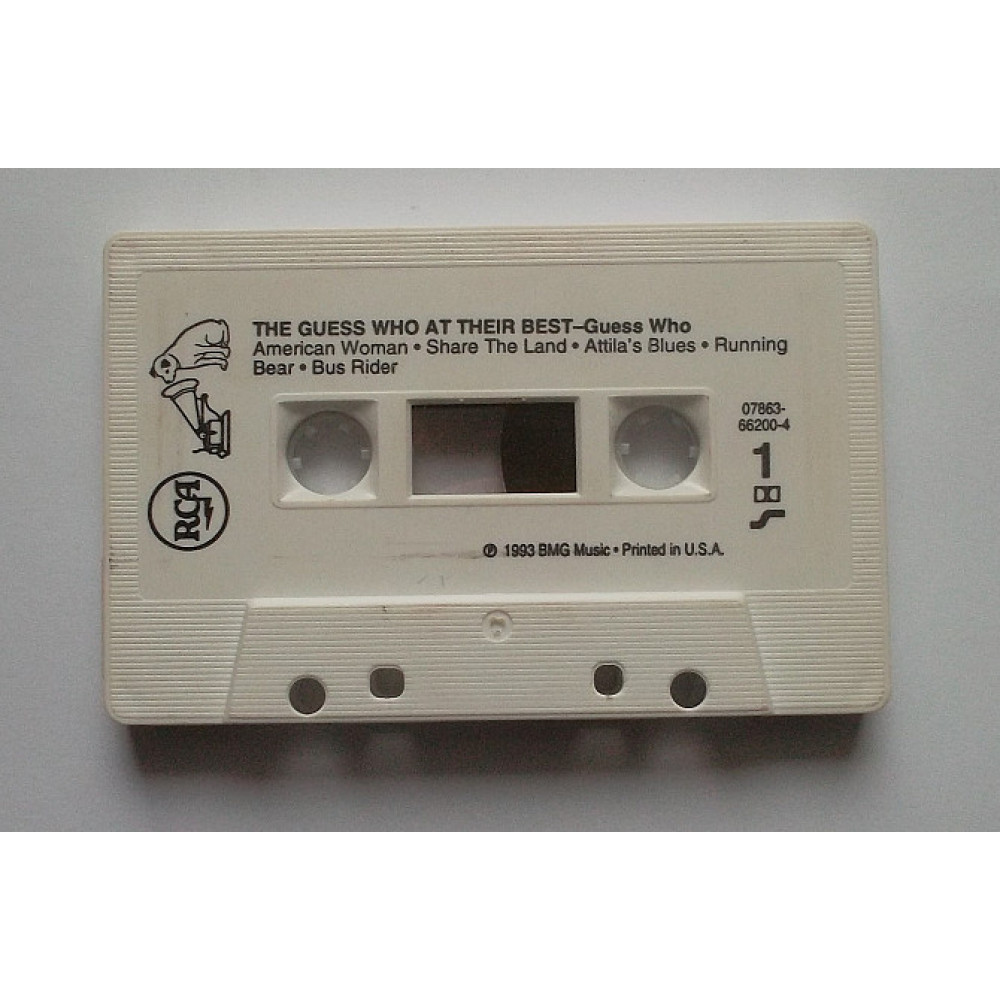 THE GUESS WHO AT THEIR BEST–Guess Who
American Woman • Share The Land • Attila's Blues • Running
Bear • Bus Rider
07863-
66200-4
1
RCA
℗ 1993 BMG Music • Printed in U.S.A.